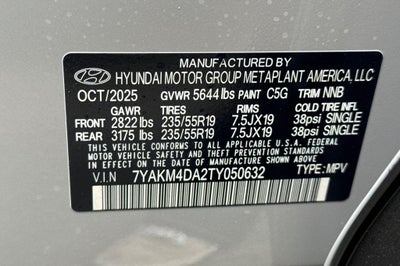 MANUFACTURED BY
HYUNDAI MOTOR GROUP METAPLANT AMERICA, LLC
OCT/2025 GVWR 5644 lbs PAINT C5G TRIM NNB
GAWR TIRES RIMS COLD TIRE INFL
FRONT 2822 lbs 235/55R19 7.5JX19 38psi SINGLE
REAR 3175 lbs 235/55R19 7.5JX19 38psi SINGLE
THIS VEHICLE CONFORMS TO ALL APPLICABLE U.S.A. FEDERAL MOTOR
VEHICLE SAFETY AND THEFT PREVENTION STANDARDS IN EFFECT
ON THE DATE OF MANUFACTURE SHOWN ABOVE.
V.I.N 7YAKM4DA2TY050632 TYPE: MPV